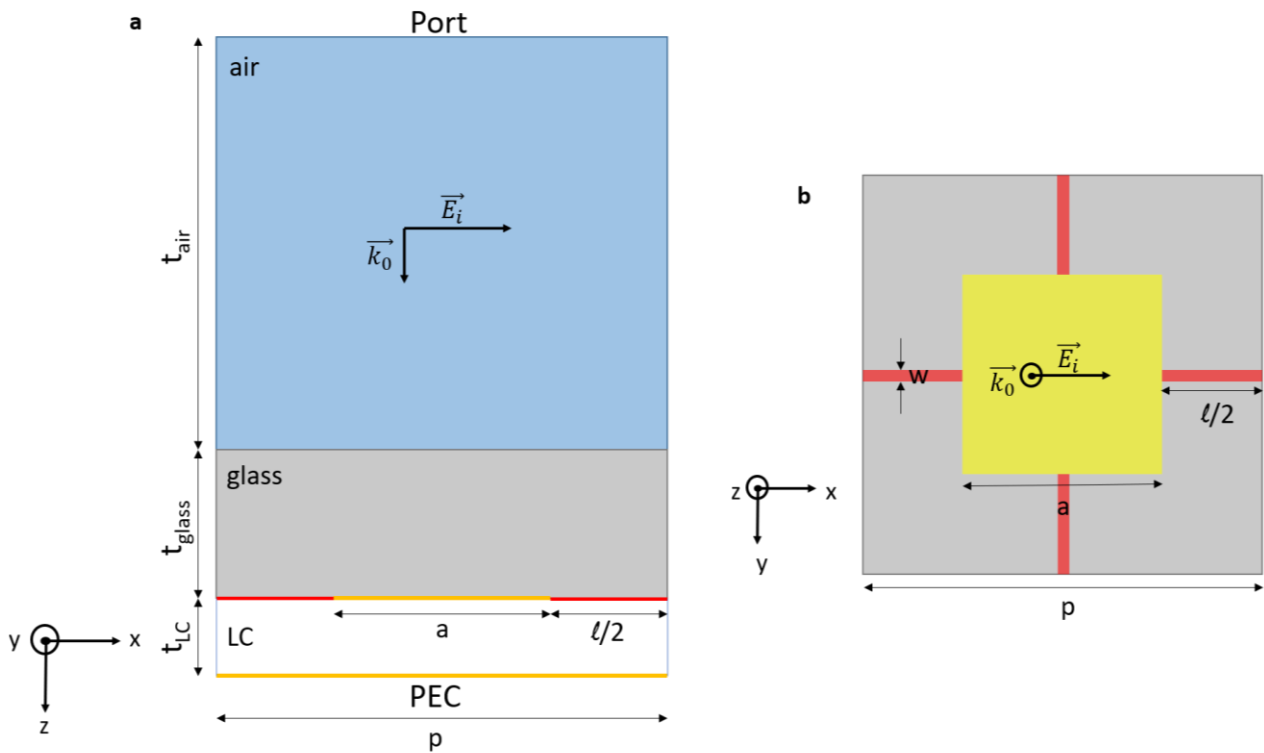 a
Port
air
t_air
E_i
k_0
glass
t_glass
LC
t_LC
a
ℓ/2
PEC
p
y
x
z
b
w
k_0
E_i
ℓ/2
a
z
x
y
p